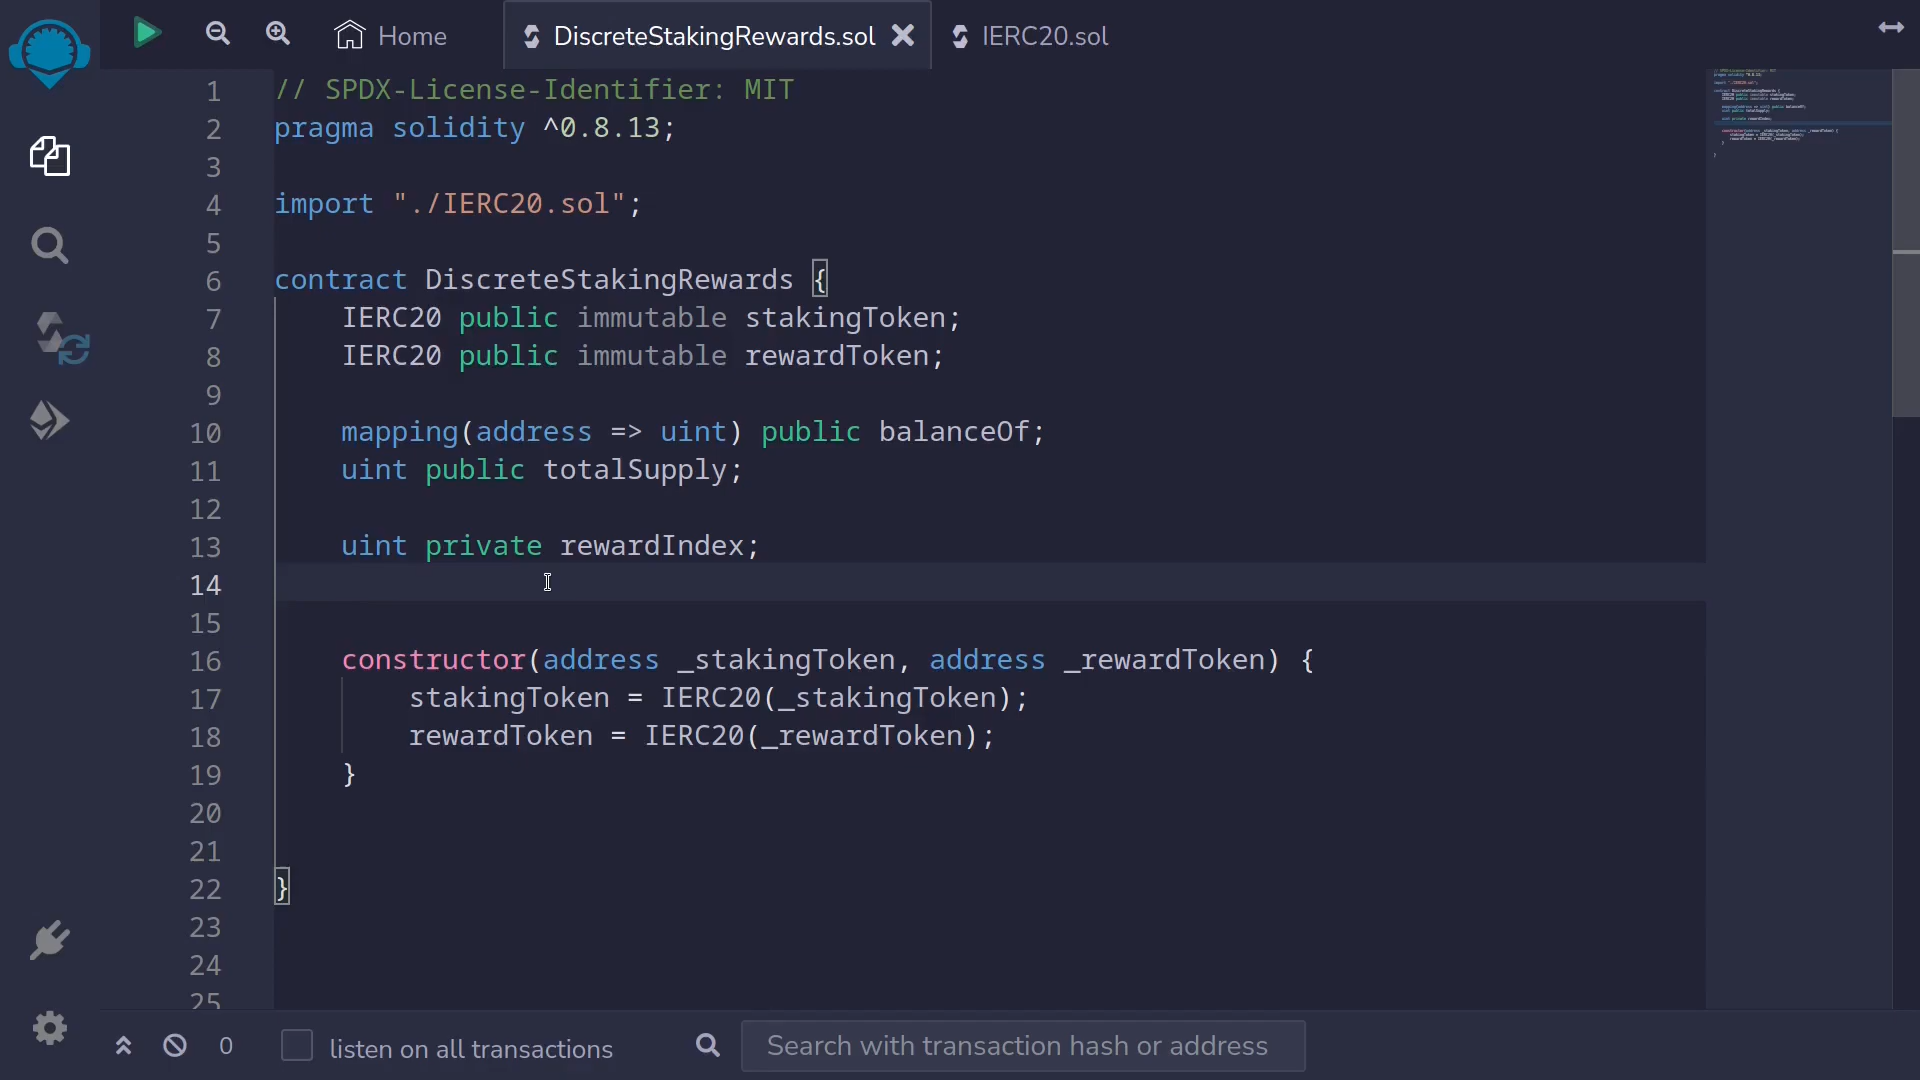 Home
DiscreteStakingRewards.sol
IERC20.sol
1 // SPDX-License-Identifier: MIT
2 pragma solidity ^0.8.13;
3
4 import "./IERC20.sol";
5
6 contract DiscreteStakingRewards {
7 IERC20 public immutable stakingToken;
8 IERC20 public immutable rewardToken;
9
10 mapping(address => uint) public balanceOf;
11 uint public totalSupply;
12
13 uint private rewardIndex;
14
15
16 constructor(address _stakingToken, address _rewardToken) {
17 stakingToken = IERC20(_stakingToken);
18 rewardToken = IERC20(_rewardToken);
19 }
20
21
22 }
23
24
25
0 listen on all transactions
Search with transaction hash or address